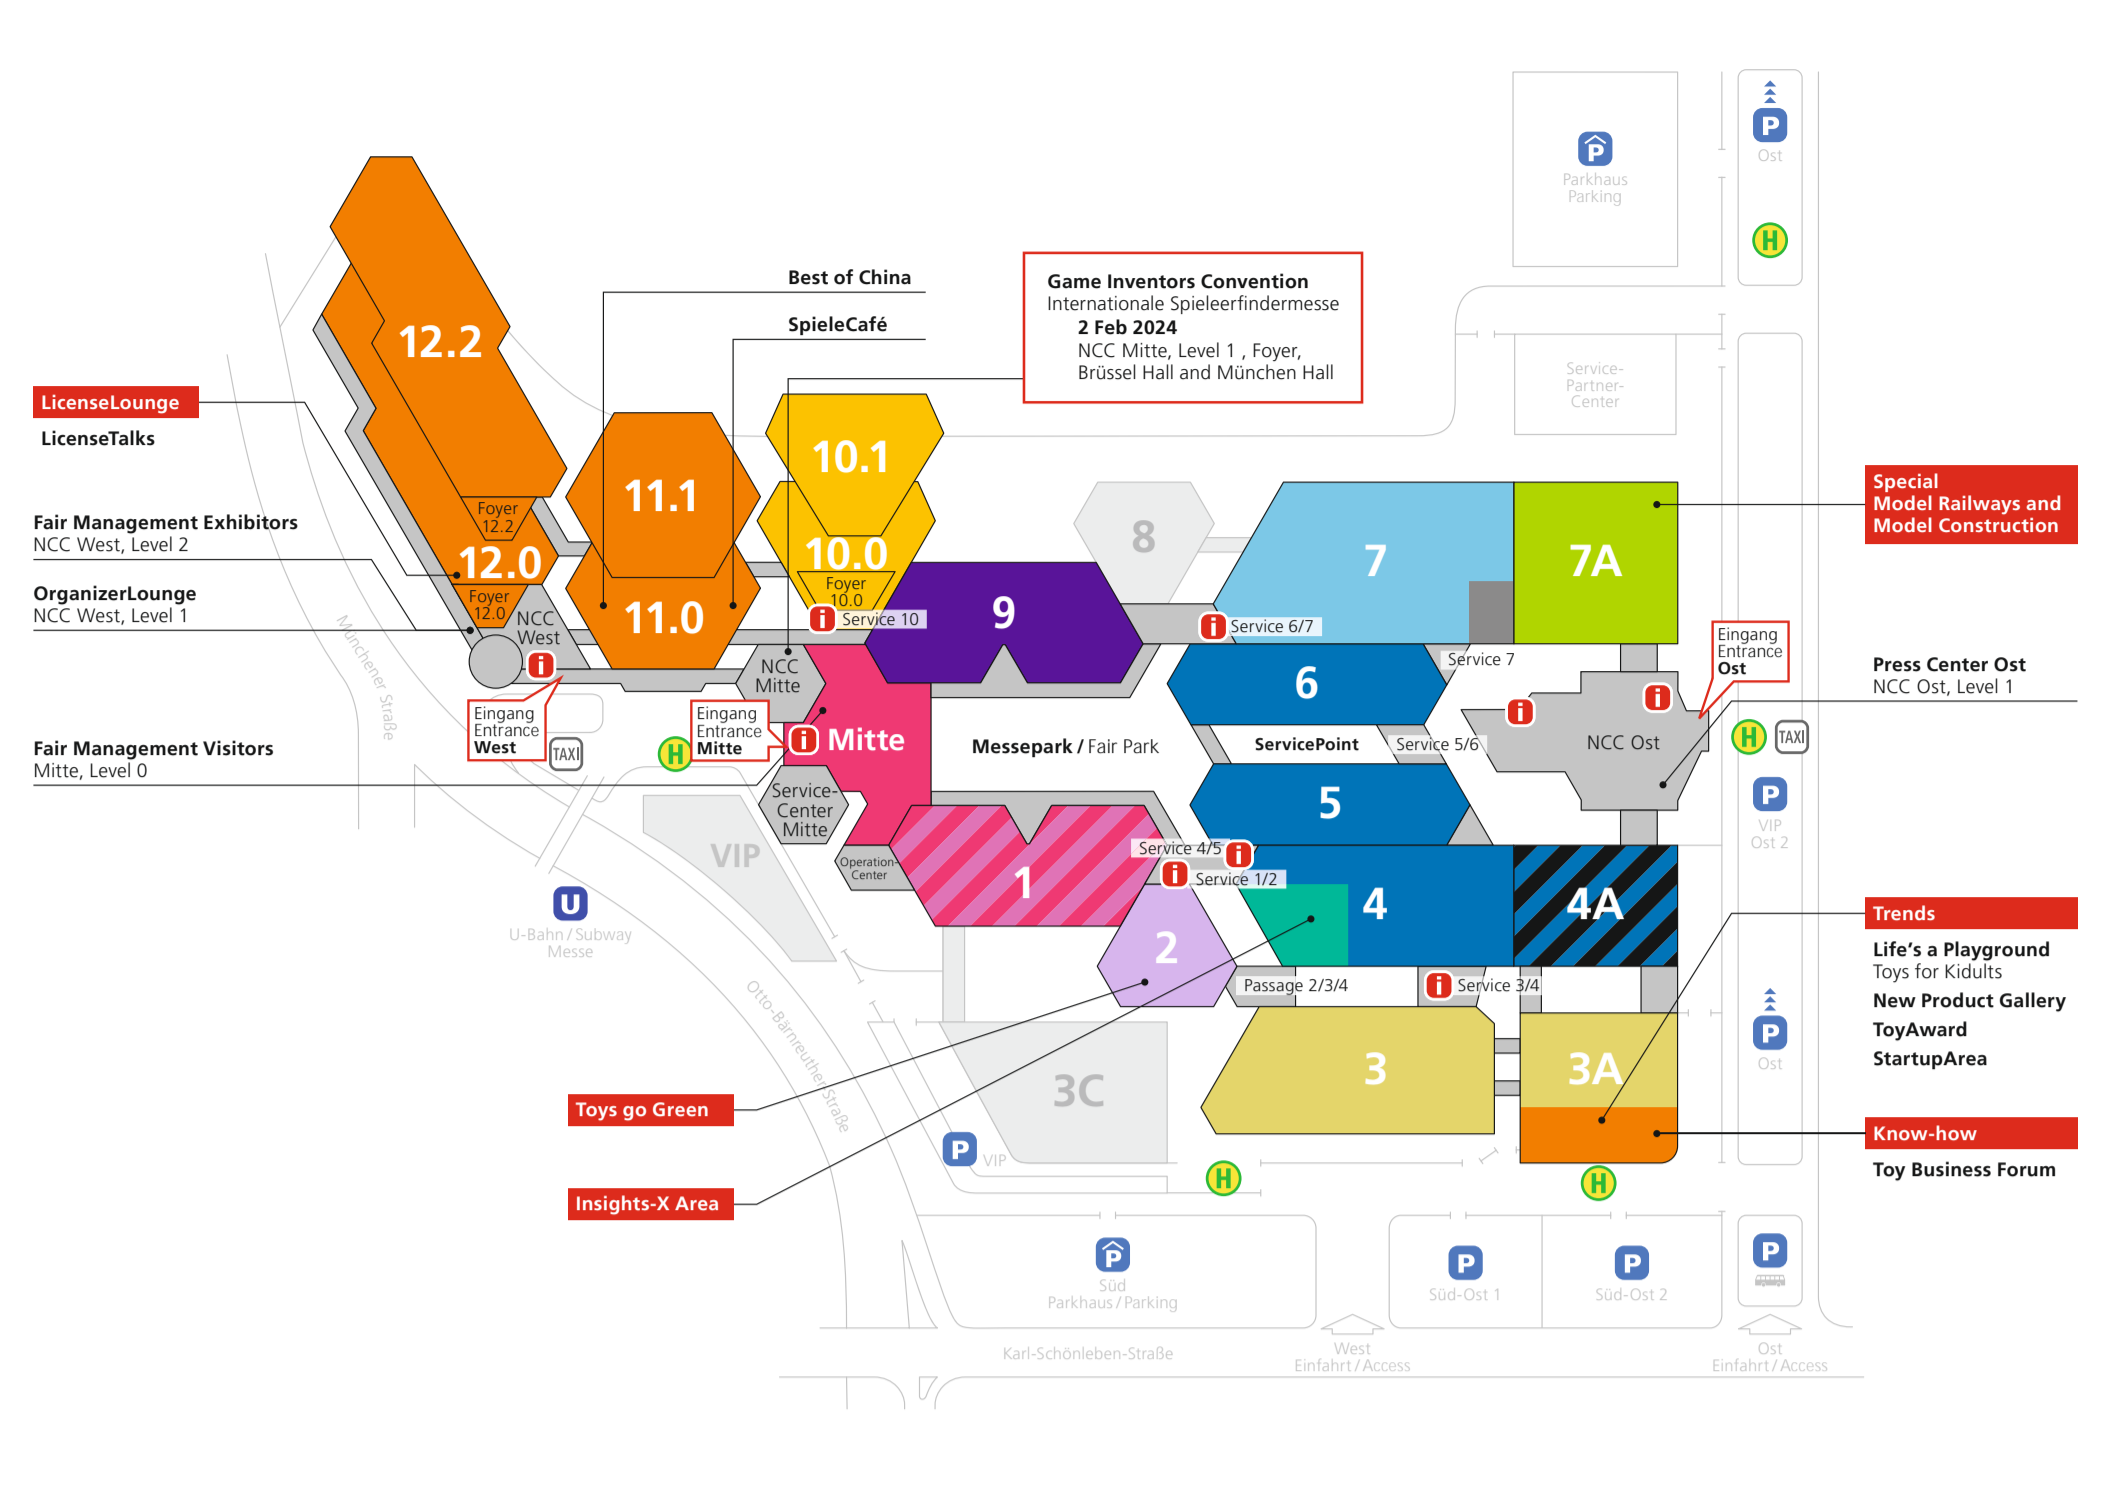 P
Ost
P
Parkhaus
Parking
H
12.2
Best of China
SpieleCafé
Game Inventors Convention
Internationale Spieleerfindermesse
2 Feb 2024
NCC Mitte, Level 1 , Foyer,
Brüssel Hall and München Hall
Service-
Partner-
Center
LicenseLounge
LicenseTalks
10.1
11.1
Special
Model Railways and
Model Construction
Foyer
12.2
Fair Management Exhibitors
NCC West, Level 2
12.0
10.0
8
7
7A
OrganizerLounge
NCC West, Level 1
Foyer
12.0
NCC
West
11.0
Foyer
10.0
i
Service 10
9
i
Service 6/7
Eingang
Entrance
Ost
Münchener Straße
i
NCC
Mitte
6
Service 7
i
i
Press Center Ost
NCC Ost, Level 1
Eingang
Entrance
West
TAXI
H
Eingang
Entrance
Mitte
i
Mitte
Messepark / Fair Park
ServicePoint
Service 5/6
NCC Ost
H
TAXI
Fair Management Visitors
Mitte, Level 0
Service-
Center
Mitte
5
P
VIP
Ost 2
VIP
Operation-
Center
1
Service 4/5
i
i
Service 1/2
4
4A
U
U-Bahn / Subway
Messe
2
Trends
Life's a Playground
Toys for Kidults
New Product Gallery
ToyAward
StartupArea
Otto-Bärnreuther-Straße
Passage 2/3/4
i
Service 3/4
P
Ost
3C
3
3A
Toys go Green
P
VIP
Know-how
Toy Business Forum
H
H
Insights-X Area
P
Süd
Parkhaus / Parking
P
Süd-Ost 1
P
Süd-Ost 2
P
Karl-Schönleben-Straße
West
Einfahrt / Access
Ost
Einfahrt / Access